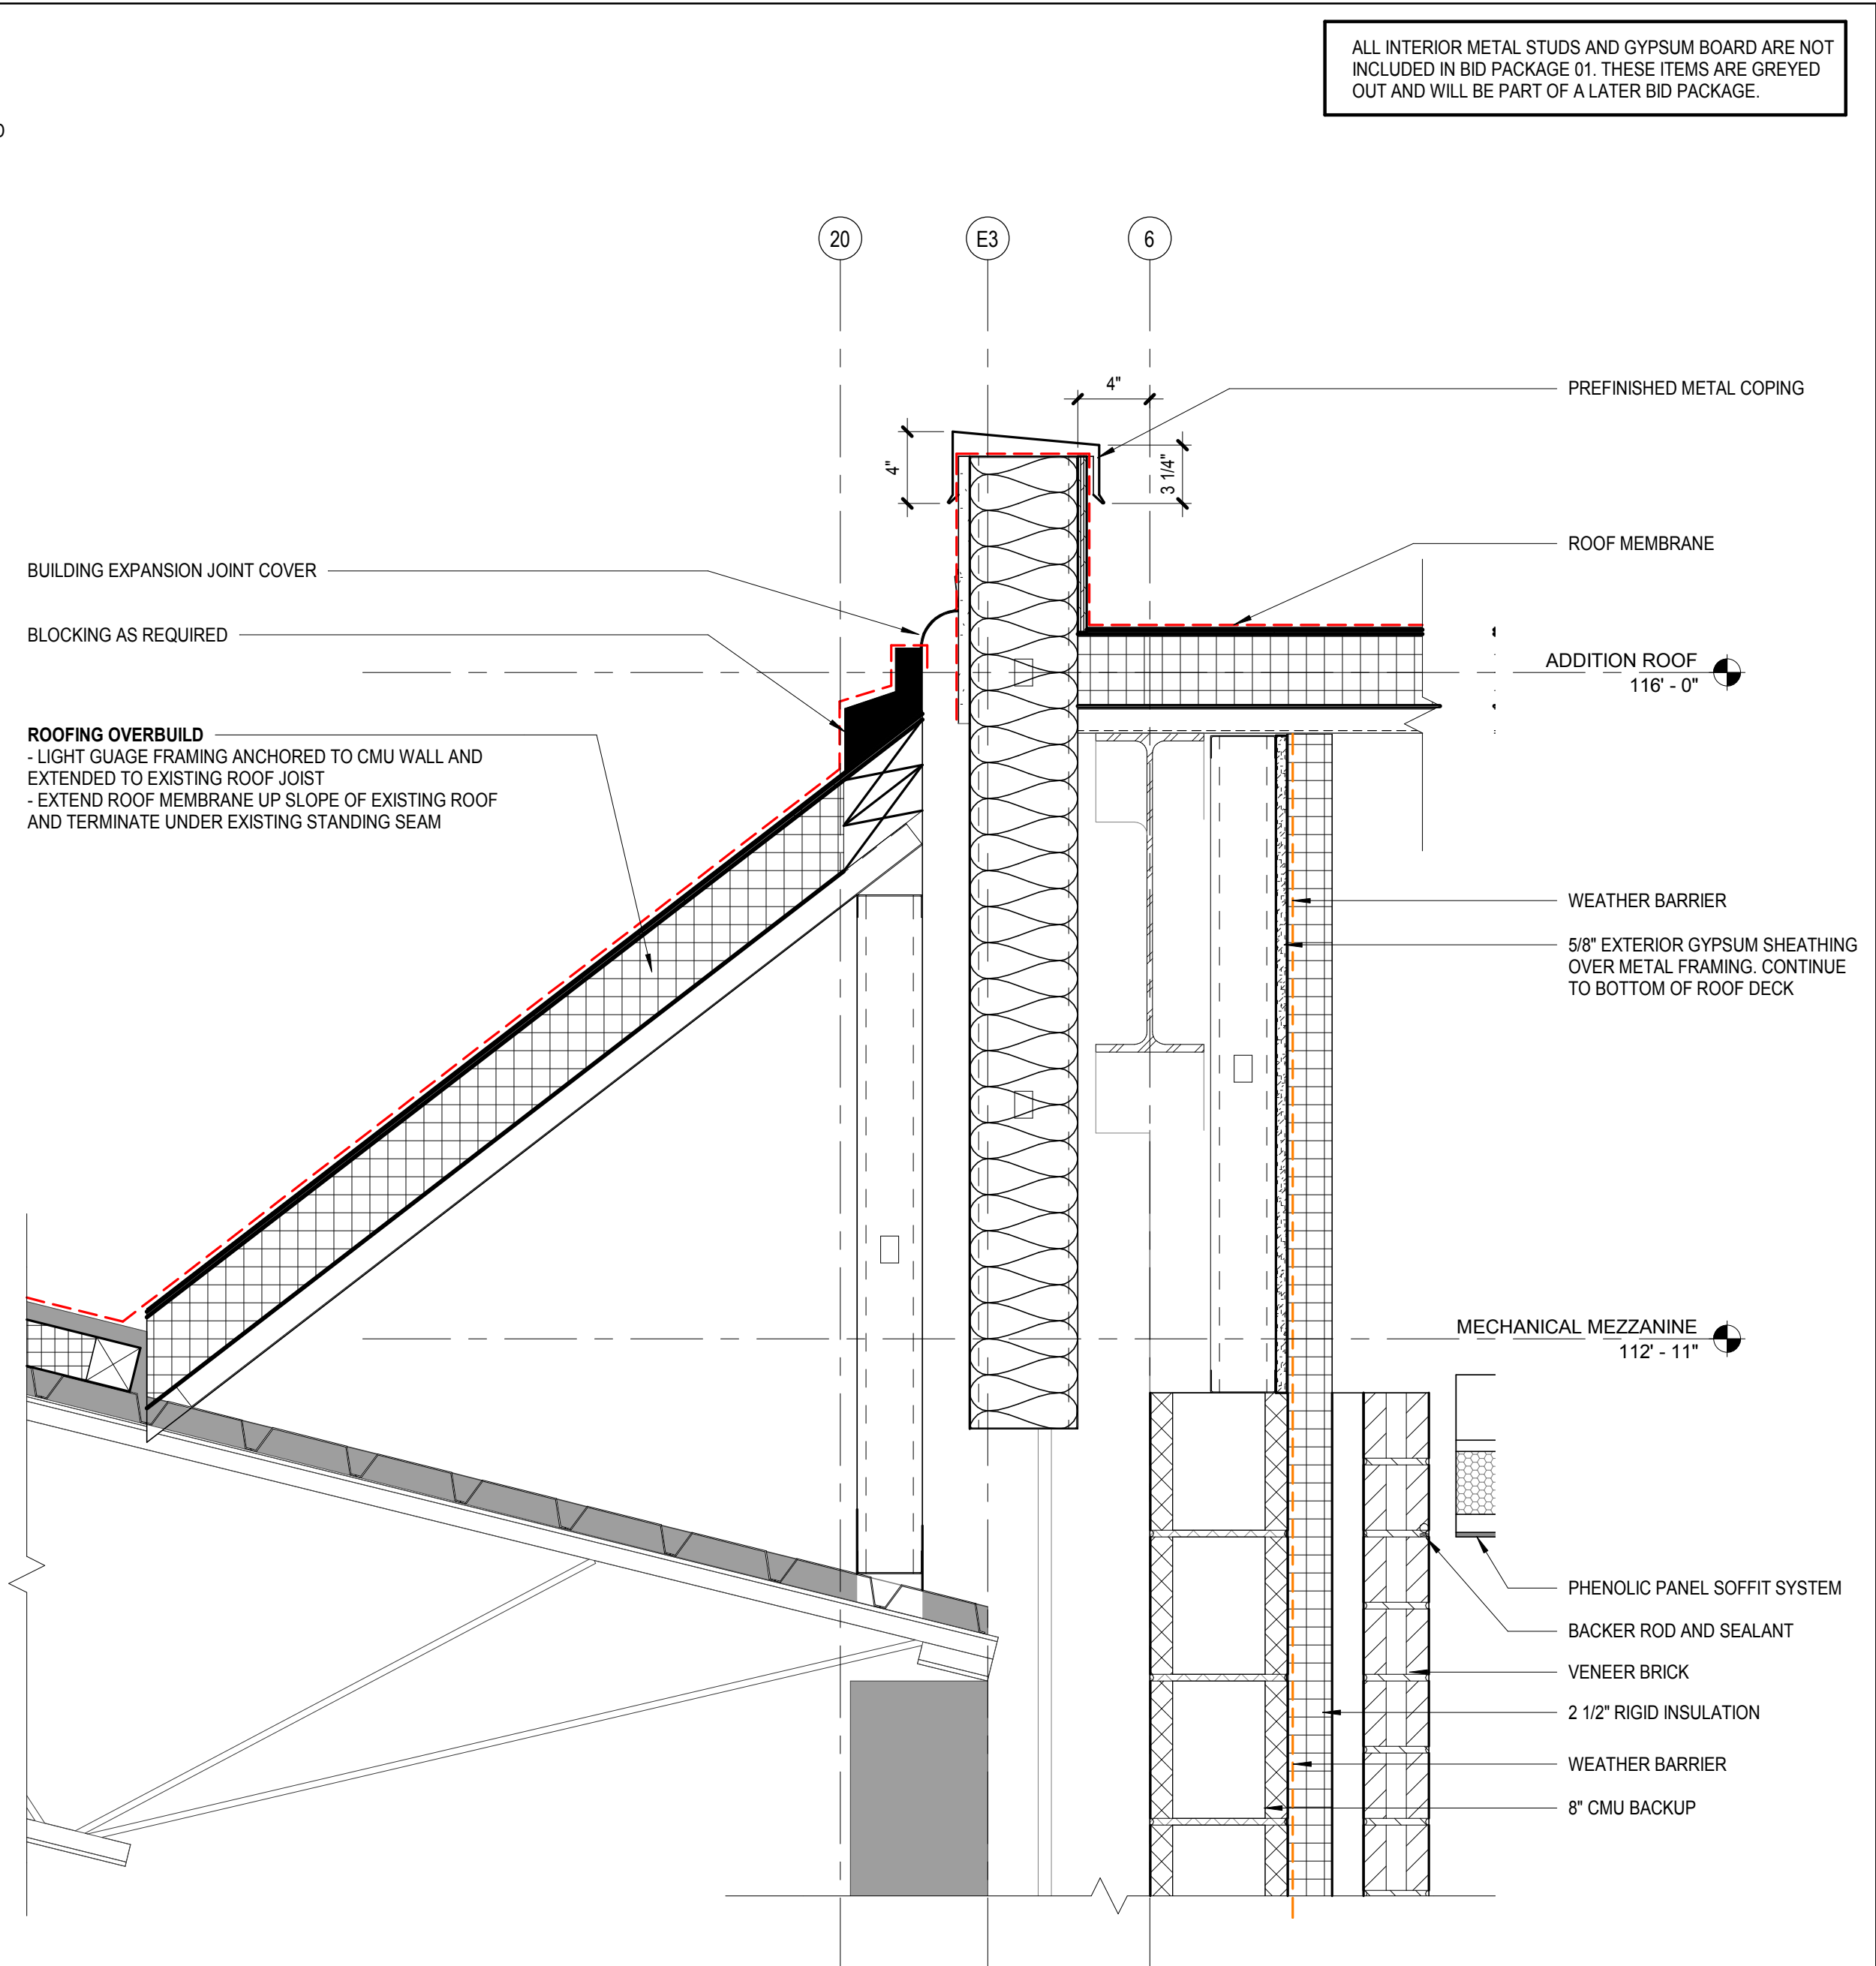 ALL INTERIOR METAL STUDS AND GYPSUM BOARD ARE NOT
INCLUDED IN BID PACKAGE 01. THESE ITEMS ARE GREYED
OUT AND WILL BE PART OF A LATER BID PACKAGE.
20
E3
6
4"
PREFINISHED METAL COPING
4"
3 1/4"
ROOF MEMBRANE
BUILDING EXPANSION JOINT COVER
BLOCKING AS REQUIRED
ADDITION ROOF
116' - 0"
ROOFING OVERBUILD
- LIGHT GUAGE FRAMING ANCHORED TO CMU WALL AND
EXTENDED TO EXISTING ROOF JOIST
- EXTEND ROOF MEMBRANE UP SLOPE OF EXISTING ROOF
AND TERMINATE UNDER EXISTING STANDING SEAM
WEATHER BARRIER
5/8" EXTERIOR GYPSUM SHEATHING
OVER METAL FRAMING. CONTINUE
TO BOTTOM OF ROOF DECK
MECHANICAL MEZZANINE
112' - 11"
PHENOLIC PANEL SOFFIT SYSTEM
BACKER ROD AND SEALANT
VENEER BRICK
2 1/2" RIGID INSULATION
WEATHER BARRIER
8" CMU BACKUP